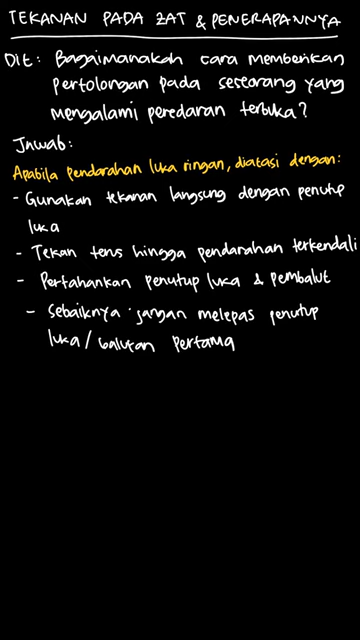 TEKANAN PADA ZAT & PENERAPANNYA
Dit: Bagaimanakah cara memberikan
pertolongan pada seseorang yang
mengalami peredaran terbuka?
Jawab:
Apabila pendarahan luka ringan, diatasi dengan:
- Gunakan tekanan langsung dengan penutup
luka
- Tekan terus hingga pendarahan terkendali
- Pertahankan penutup luka & pembalut
- Sebaiknya jangan melepas penutup
luka/balutan pertama